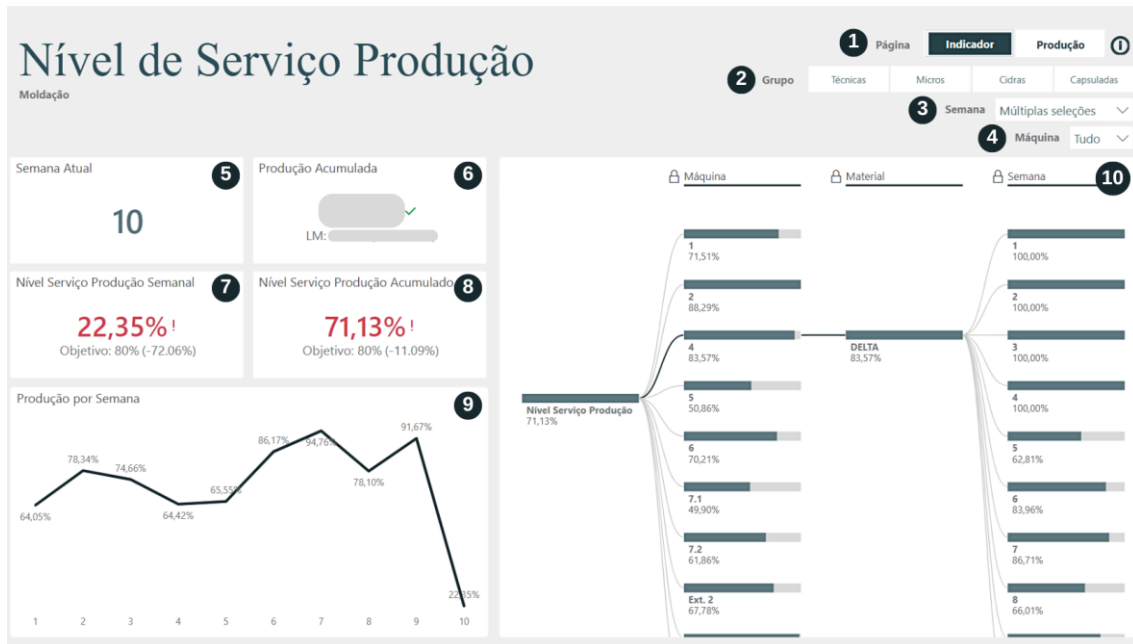 Nível de Serviço Produção
Moldação
1 Página Indicador Produção
2 Grupo Técnicas Micros Cidras Capsuladas
3 Semana Múltiplas seleções
4 Máquina Tudo
Semana Atual 5
10
Produção Acumulada 6
LM:
Nível Serviço Produção Semanal 7
22,35% !
Objetivo: 80% (-72.06%)
Nível Serviço Produção Acumulado 8
71,13% !
Objetivo: 80% (-11.09%)
Produção por Semana 9
64,05%
78,34%
74,66%
64,42%
65,55%
86,17%
94,76%
78,10%
91,67%
22,35%
1 2 3 4 5 6 7 8 9 10
Máquina Material Semana 10
Nível Serviço Produção
71,13%
1
71,51%
2
88,29%
4
83,57%
5
50,86%
6
70,21%
7.1
49,90%
7.2
61,86%
Ext. 2
67,78%
DELTA
83,57%
1
100,00%
2
100,00%
3
100,00%
4
100,00%
5
62,81%
6
83,96%
7
86,71%
8
66,01%